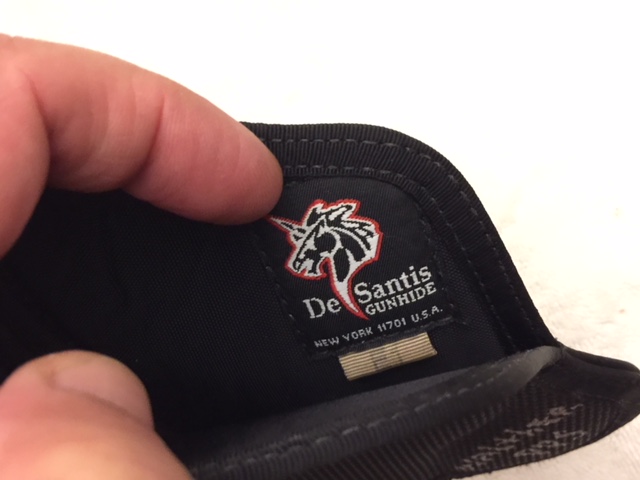 De Santis
GUNHIDE
NEW YORK 11701 U.S.A.